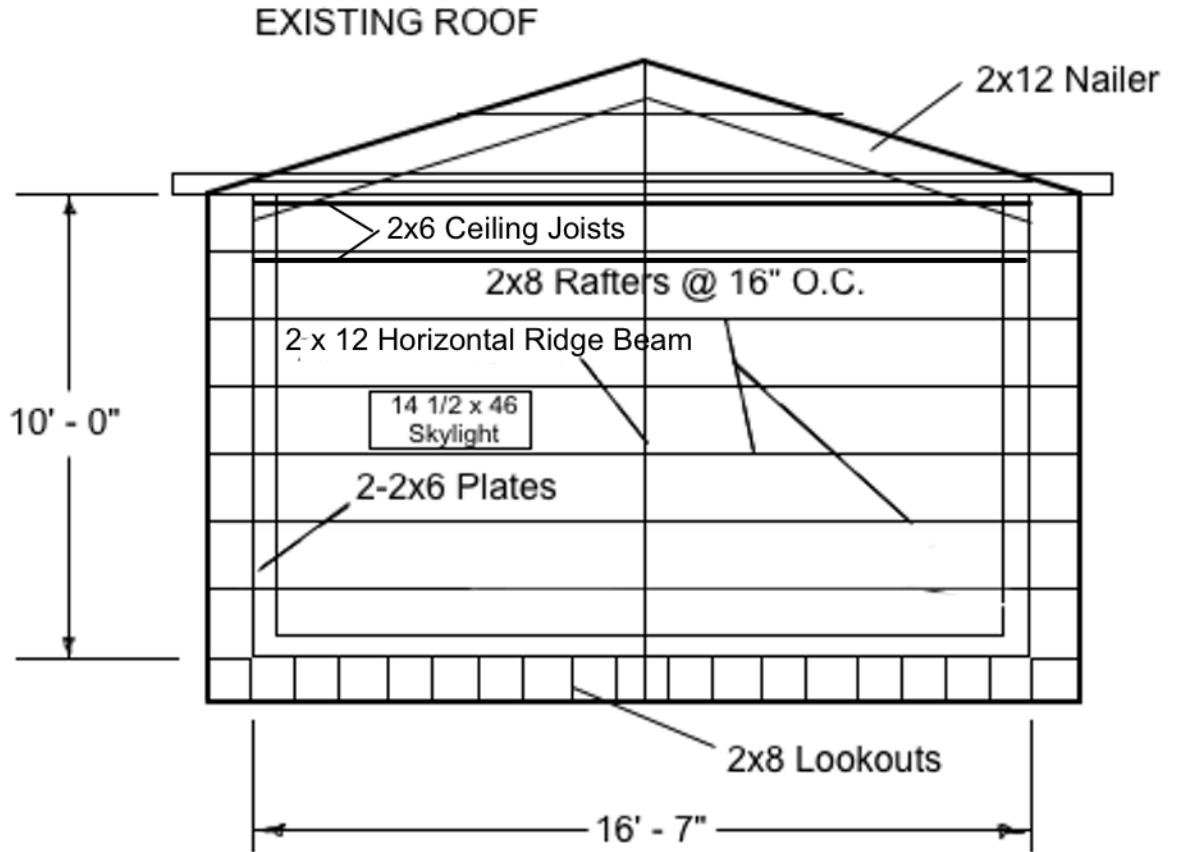 EXISTING ROOF
2x12 Nailer
2x6 Ceiling Joists
2x8 Rafters @ 16" O.C.
2 x 12 Horizontal Ridge Beam
14 1/2 x 46
Skylight
10' - 0"
2-2x6 Plates
2x8 Lookouts
16' - 7"